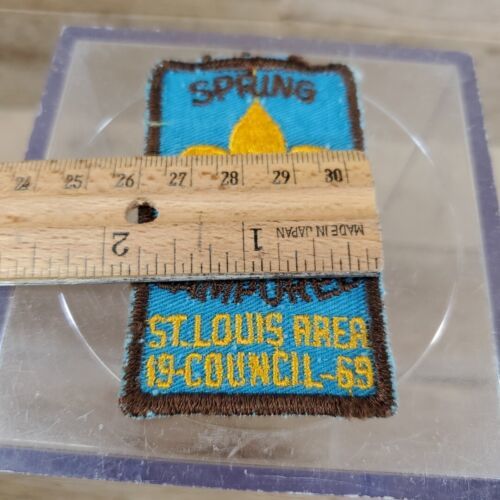 SPRING
24 25 26 27 28 29 30
MADE IN JAPAN
2 1
ST. LOUIS AREA
19-COUNCIL-69